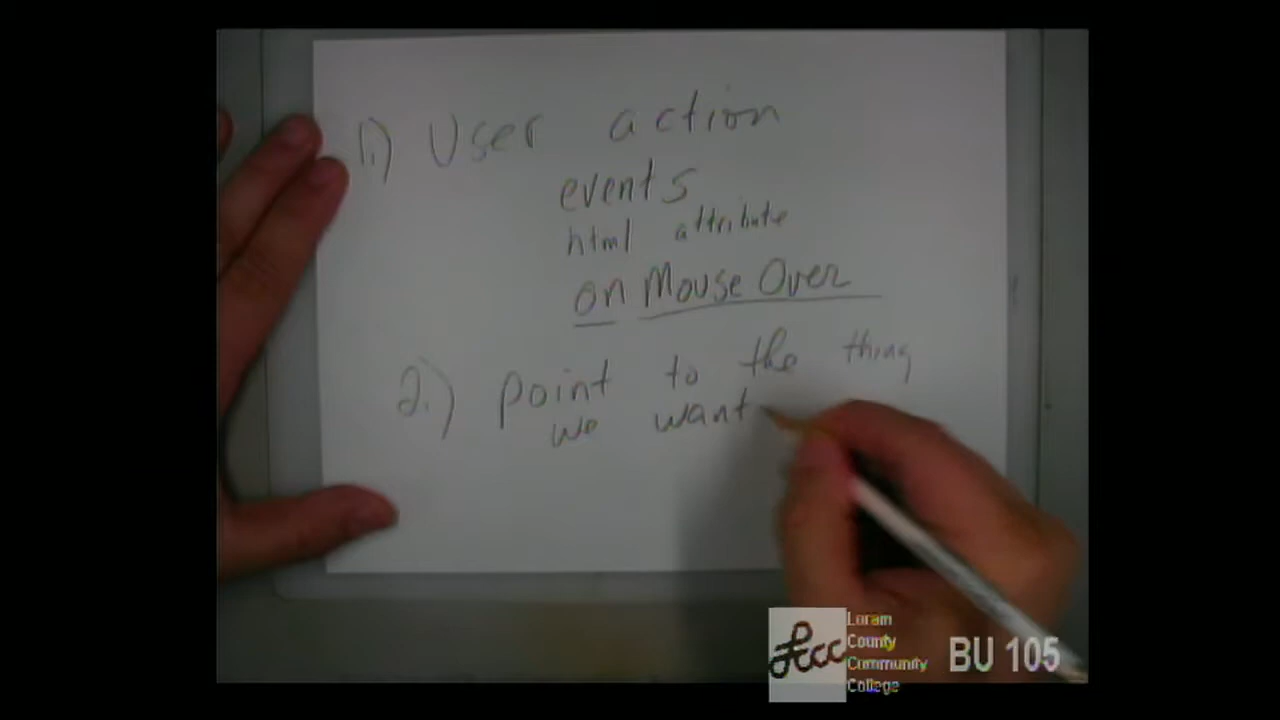 1.) User action
events
html attribute
on Mouse Over
2.) point to the thing
we want
Lorain
County
Community
College
BU 105
lccc